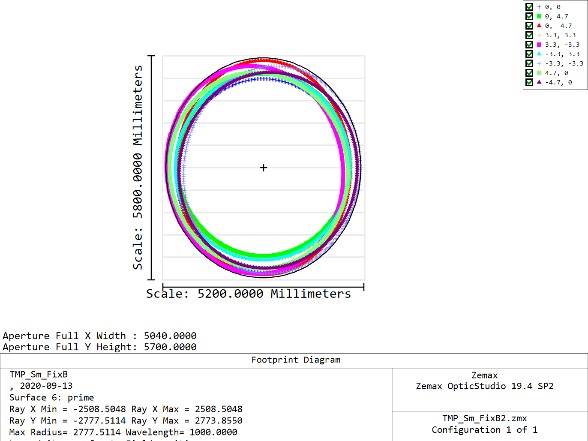 0, 0
0, 4.7
0, 4.7
3.3, 3.3
3.3, -3.3
-3.3, 3.3
-3.3, -3.3
4.7, 0
-4.7, 0
Scale: 5800.0000 Millimeters
Scale: 5200.0000 Millimeters
Aperture Full X Width : 5040.0000
Aperture Full Y Height: 5700.0000
Footprint Diagram
TMP_Sm_FixB
, 2020-09-13
Surface 6: prime
Ray X Min = -2508.5048 Ray X Max = 2508.5048
Ray Y Min = -2777.5114 Ray Y Max = 2773.8550
Max Radius= 2777.5114 Wavelength= 1000.0000
Zemax
Zemax OpticStudio 19.4 SP2
TMP_Sm_FixB2.zmx
Configuration 1 of 1